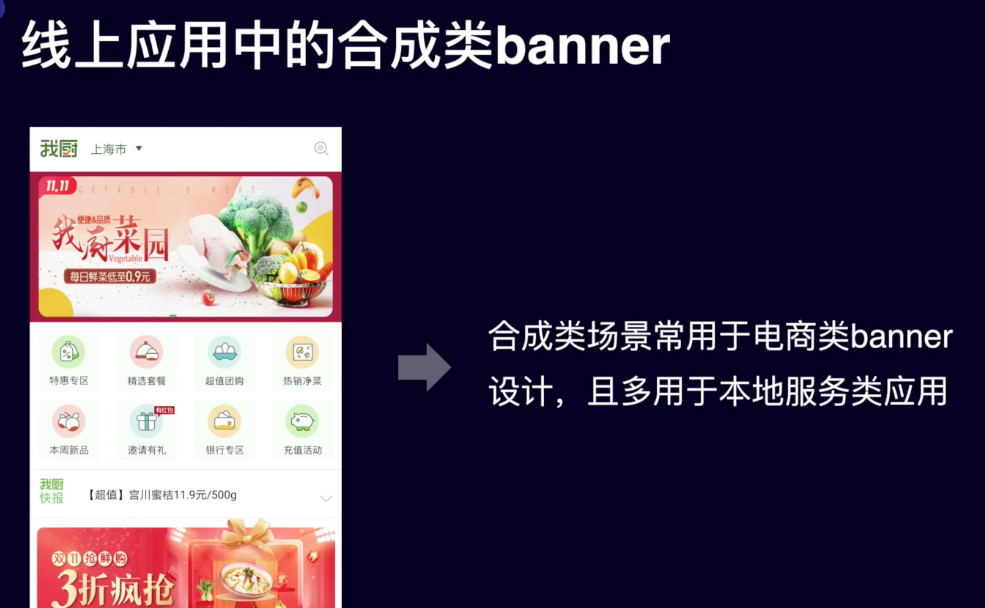 线上应用中的合成类banner
我厨 上海市
11.11
VEGETABLE & MEAT
便捷&品质
我厨菜园
Vegetable
每日鲜菜低至0.9元
特惠专区 精选套餐 超值团购 热销净菜
有红包
本周新品 邀请有礼 银行专区 充值活动
我厨
快报
【超值】宫川蜜桔11.9元/500g
双11抢鲜购
3折疯抢
合成类场景常用于电商类banner
设计，且多用于本地服务类应用